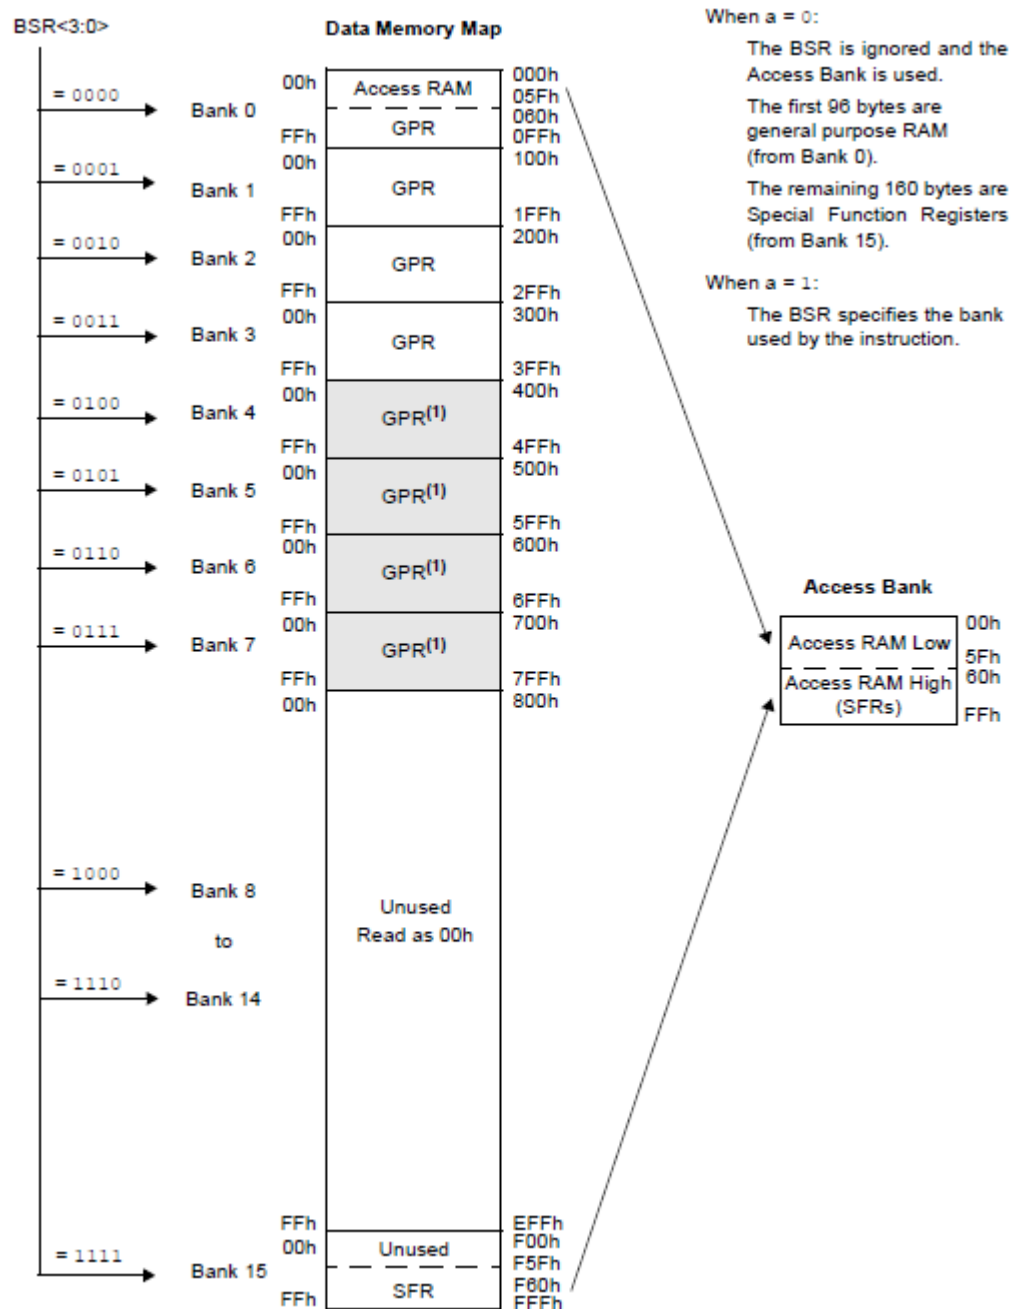 BSR<3:0>
Data Memory Map
When a = 0:
The BSR is ignored and the
Access Bank is used.
The first 96 bytes are
general purpose RAM
(from Bank 0).
The remaining 160 bytes are
Special Function Registers
(from Bank 15).
When a = 1:
The BSR specifies the bank
used by the instruction.
= 0000
Bank 0
00h
Access RAM
000h
05Fh
060h
FFh
GPR
0FFh
= 0001
Bank 1
00h
100h
GPR
FFh
1FFh
= 0010
Bank 2
00h
200h
GPR
FFh
2FFh
= 0011
Bank 3
00h
300h
GPR
FFh
3FFh
= 0100
Bank 4
00h
400h
GPR(1)
FFh
4FFh
= 0101
Bank 5
00h
500h
GPR(1)
FFh
5FFh
= 0110
Bank 6
00h
600h
GPR(1)
FFh
6FFh
= 0111
Bank 7
00h
700h
GPR(1)
FFh
7FFh
00h
800h
= 1000
Bank 8
to
= 1110
Bank 14
Unused
Read as 00h
FFh
EFFh
= 1111
Bank 15
00h
F00h
Unused
F5Fh
F60h
SFR
FFh
FFFh
Access Bank
Access RAM Low
00h
5Fh
Access RAM High
(SFRs)
60h
FFh